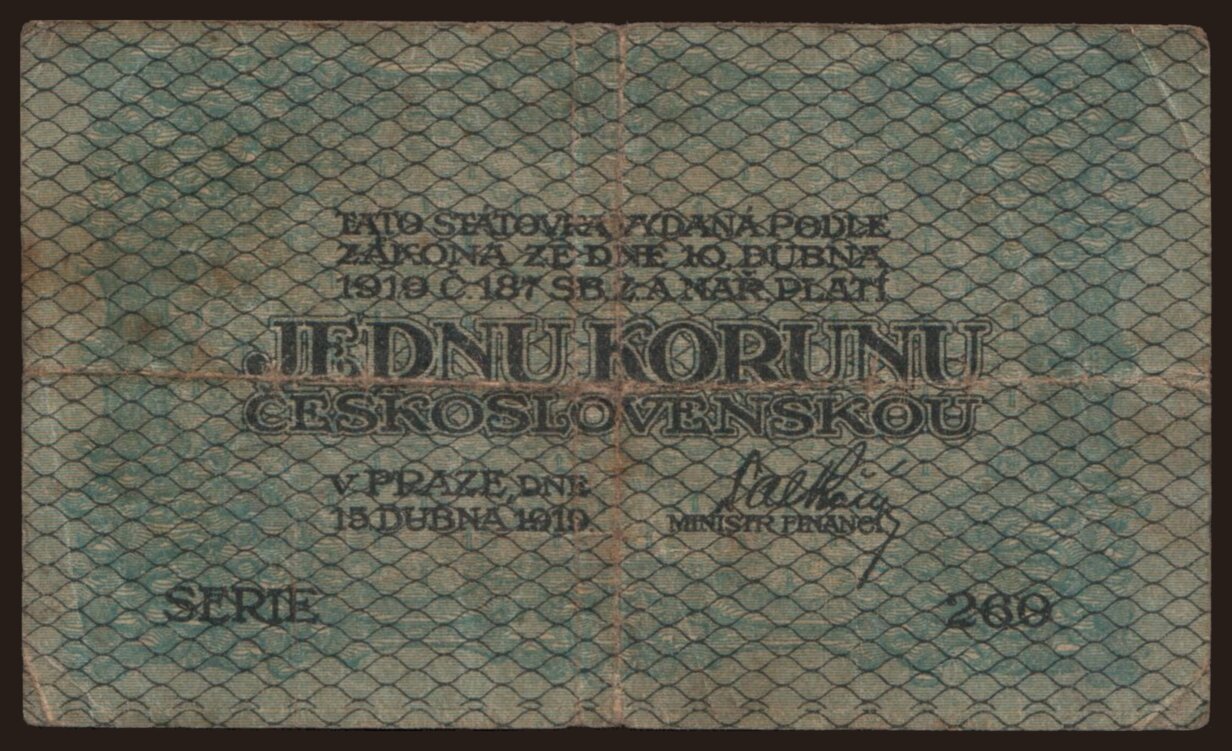 TATO STÁTOVKA VYDANÁ PODLE
ZÁKONA ZE DNE 10. DUBNA
1919 Č. 187 SB. Z. A NAŘ. PLATÍ
JEDNU KORUNU
ČESKOSLOVENSKOU
V PRAZE, DNE
15. DUBNA 1919.
MINISTR FINANCÍ
SERIE 269